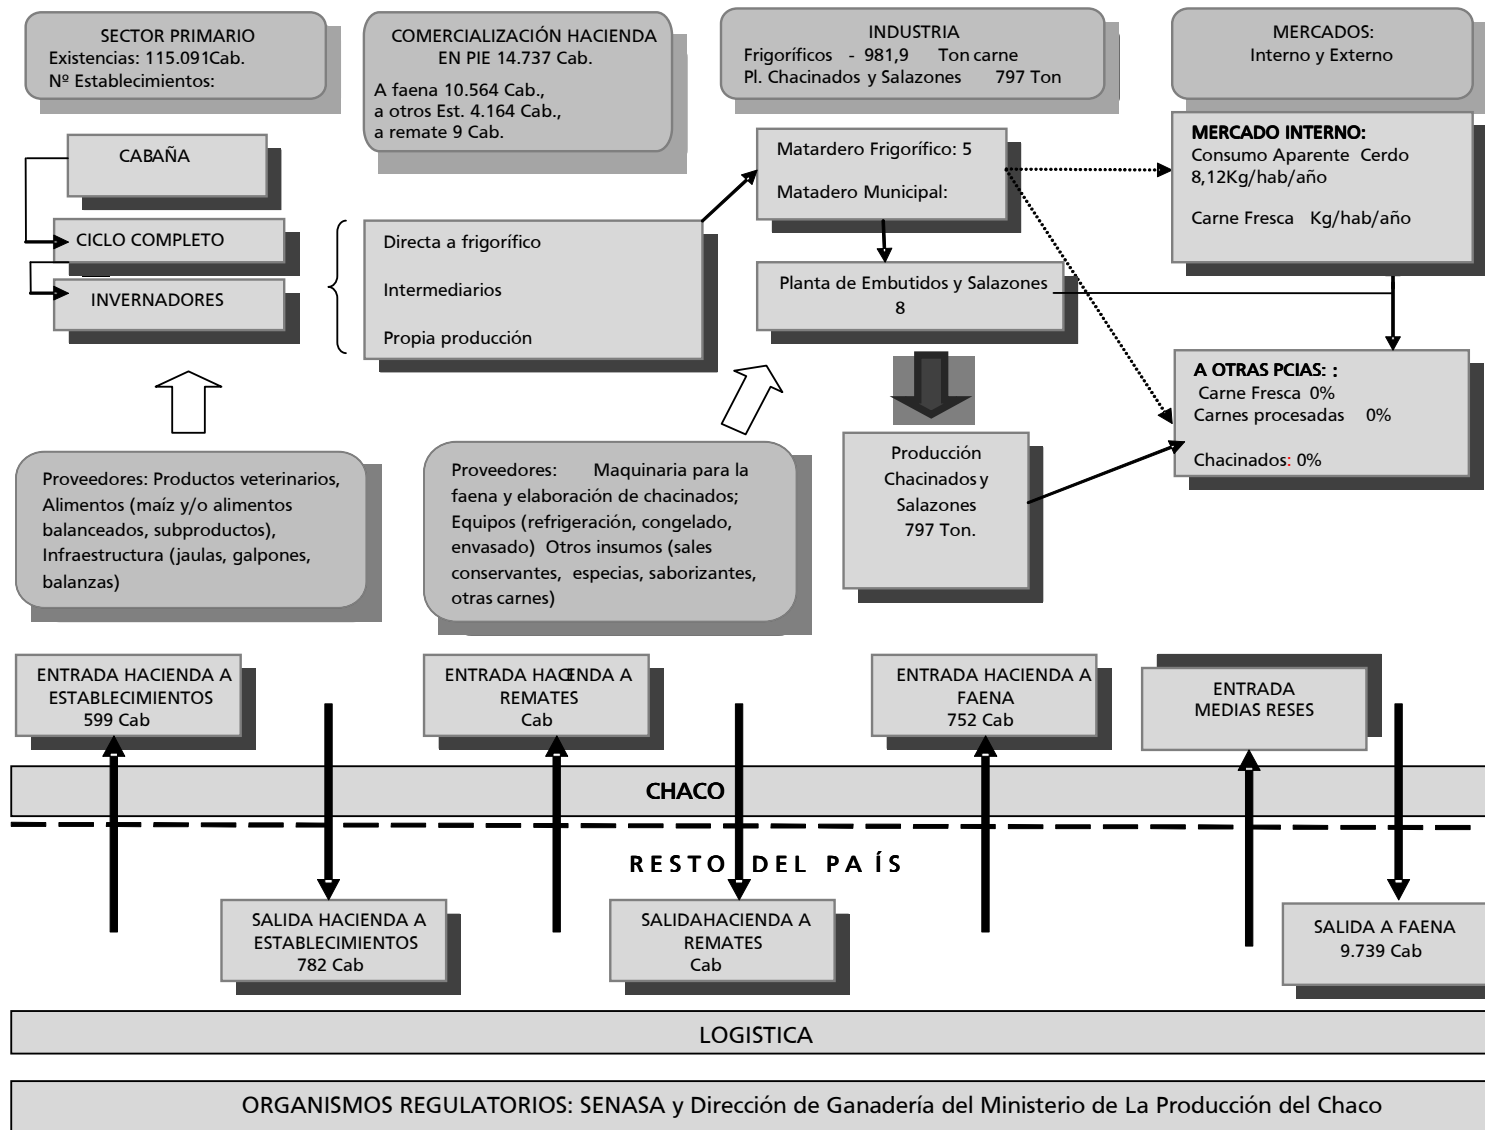 SECTOR PRIMARIO
Existencias: 115.091Cab.
Nº Establecimientos:
COMERCIALIZACIÓN HACIENDA
EN PIE 14.737 Cab.
A faena 10.564 Cab.,
a otros Est. 4.164 Cab.,
a remate 9 Cab.
INDUSTRIA
Frigoríficos - 981,9 Ton carne
Pl. Chacinados y Salazones 797 Ton
MERCADOS:
Interno y Externo
CABAÑA
CICLO COMPLETO
INVERNADORES
Directa a frigorífico
Intermediarios
Propia producción
Matardero Frigorífico: 5
Matadero Municipal:
Planta de Embutidos y Salazones
8
MERCADO INTERNO:
Consumo Aparente Cerdo
8,12Kg/hab/año
Carne Fresca Kg/hab/año
A OTRAS PCIAS: :
Carne Fresca 0%
Carnes procesadas 0%
Chacinados: 0%
Proveedores: Productos veterinarios,
Alimentos (maíz y/o alimentos
balanceados, subproductos),
Infraestructura (jaulas, galpones,
balanzas)
Proveedores: Maquinaria para la
faena y elaboración de chacinados;
Equipos (refrigeración, congelado,
envasado) Otros insumos (sales
conservantes, especias, saborizantes,
otras carnes)
Producción
Chacinados y
Salazones
797 Ton.
ENTRADA HACIENDA A
ESTABLECIMIENTOS
599 Cab
ENTRADA HACIENDA A
REMATES
Cab
ENTRADA HACIENDA A
FAENA
752 Cab
ENTRADA
MEDIAS RESES
CHACO
RESTO DEL PAÍS
SALIDA HACIENDA A
ESTABLECIMIENTOS
782 Cab
SALIDAHACIENDA A
REMATES
Cab
SALIDA A FAENA
9.739 Cab
LOGISTICA
ORGANISMOS REGULATORIOS: SENASA y Dirección de Ganadería del Ministerio de La Producción del Chaco